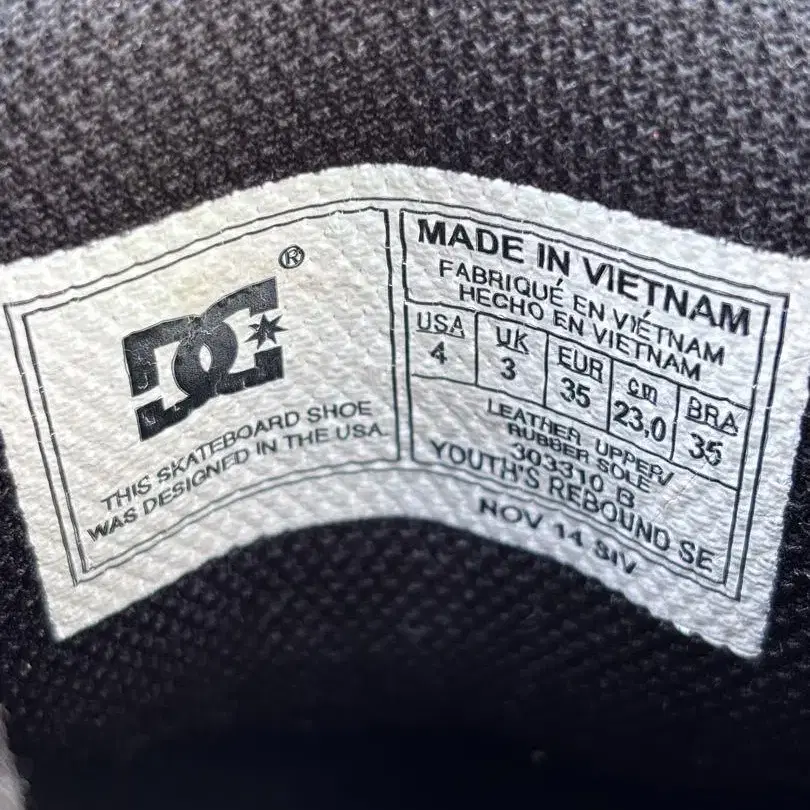 DC®
THIS SKATEBOARD SHOE
WAS DESIGNED IN THE USA.
MADE IN VIETNAM
FABRIQUÉ EN VIÉTNAM
HECHO EN VIETNAM
USA UK EUR cm BRA
4 3 35 23,0 35
LEATHER UPPER/
RUBBER SOLE
303310 B
YOUTH'S REBOUND SE
NOV 14 SIV